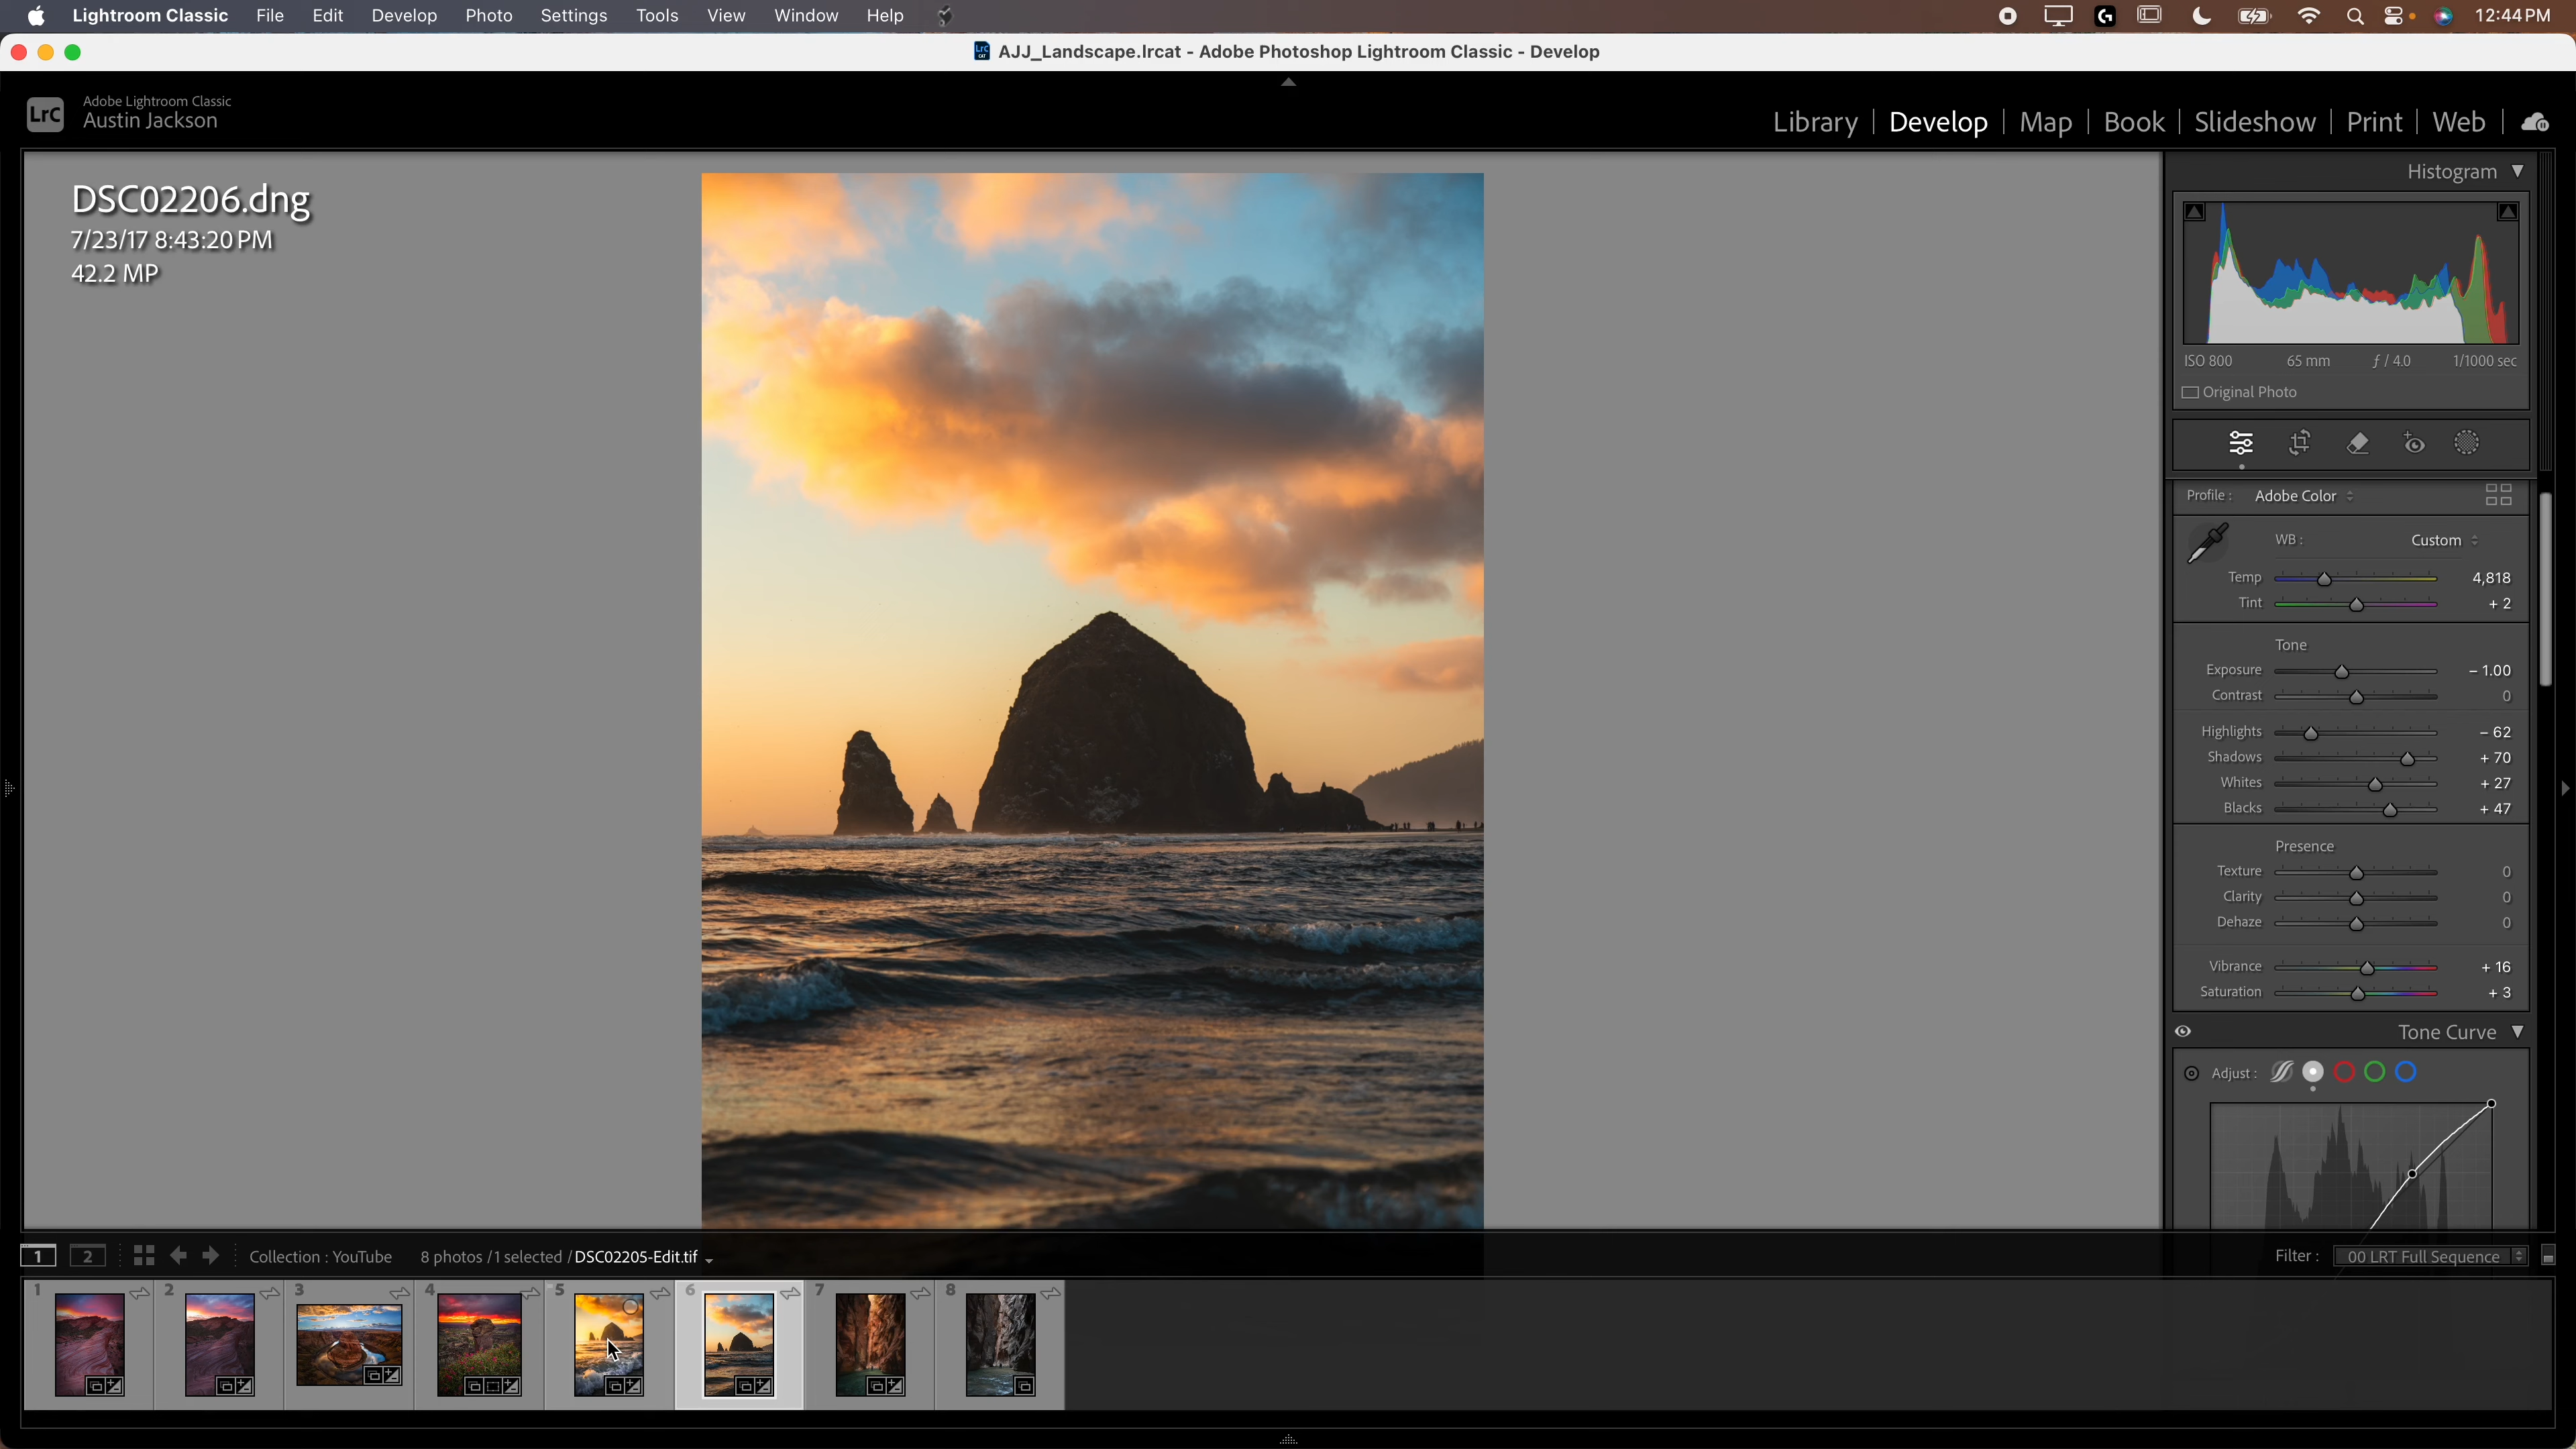 Lightroom Classic File Edit Develop Photo Settings Tools View Window Help 12:44 PM
AJJ_Landscape.lrcat - Adobe Photoshop Lightroom Classic - Develop
LrC Adobe Lightroom Classic
Austin Jackson
Library | Develop | Map | Book | Slideshow | Print | Web
DSC02206.dng
7/23/17 8:43:20 PM
42.2 MP
Histogram
ISO 800 65 mm ƒ / 4.0 1/1000 sec
Original Photo
Profile : Adobe Color
WB : Custom
Temp 4,818
Tint + 2
Tone
Exposure – 1.00
Contrast 0
Highlights – 62
Shadows + 70
Whites + 27
Blacks + 47
Presence
Texture 0
Clarity 0
Dehaze 0
Vibrance + 16
Saturation + 3
Tone Curve
Adjust :
1 2 Collection : YouTube 8 photos / 1 selected / DSC02205-Edit.tif Filter : 00 LRT Full Sequence
1 2 3 4 5 6 7 8